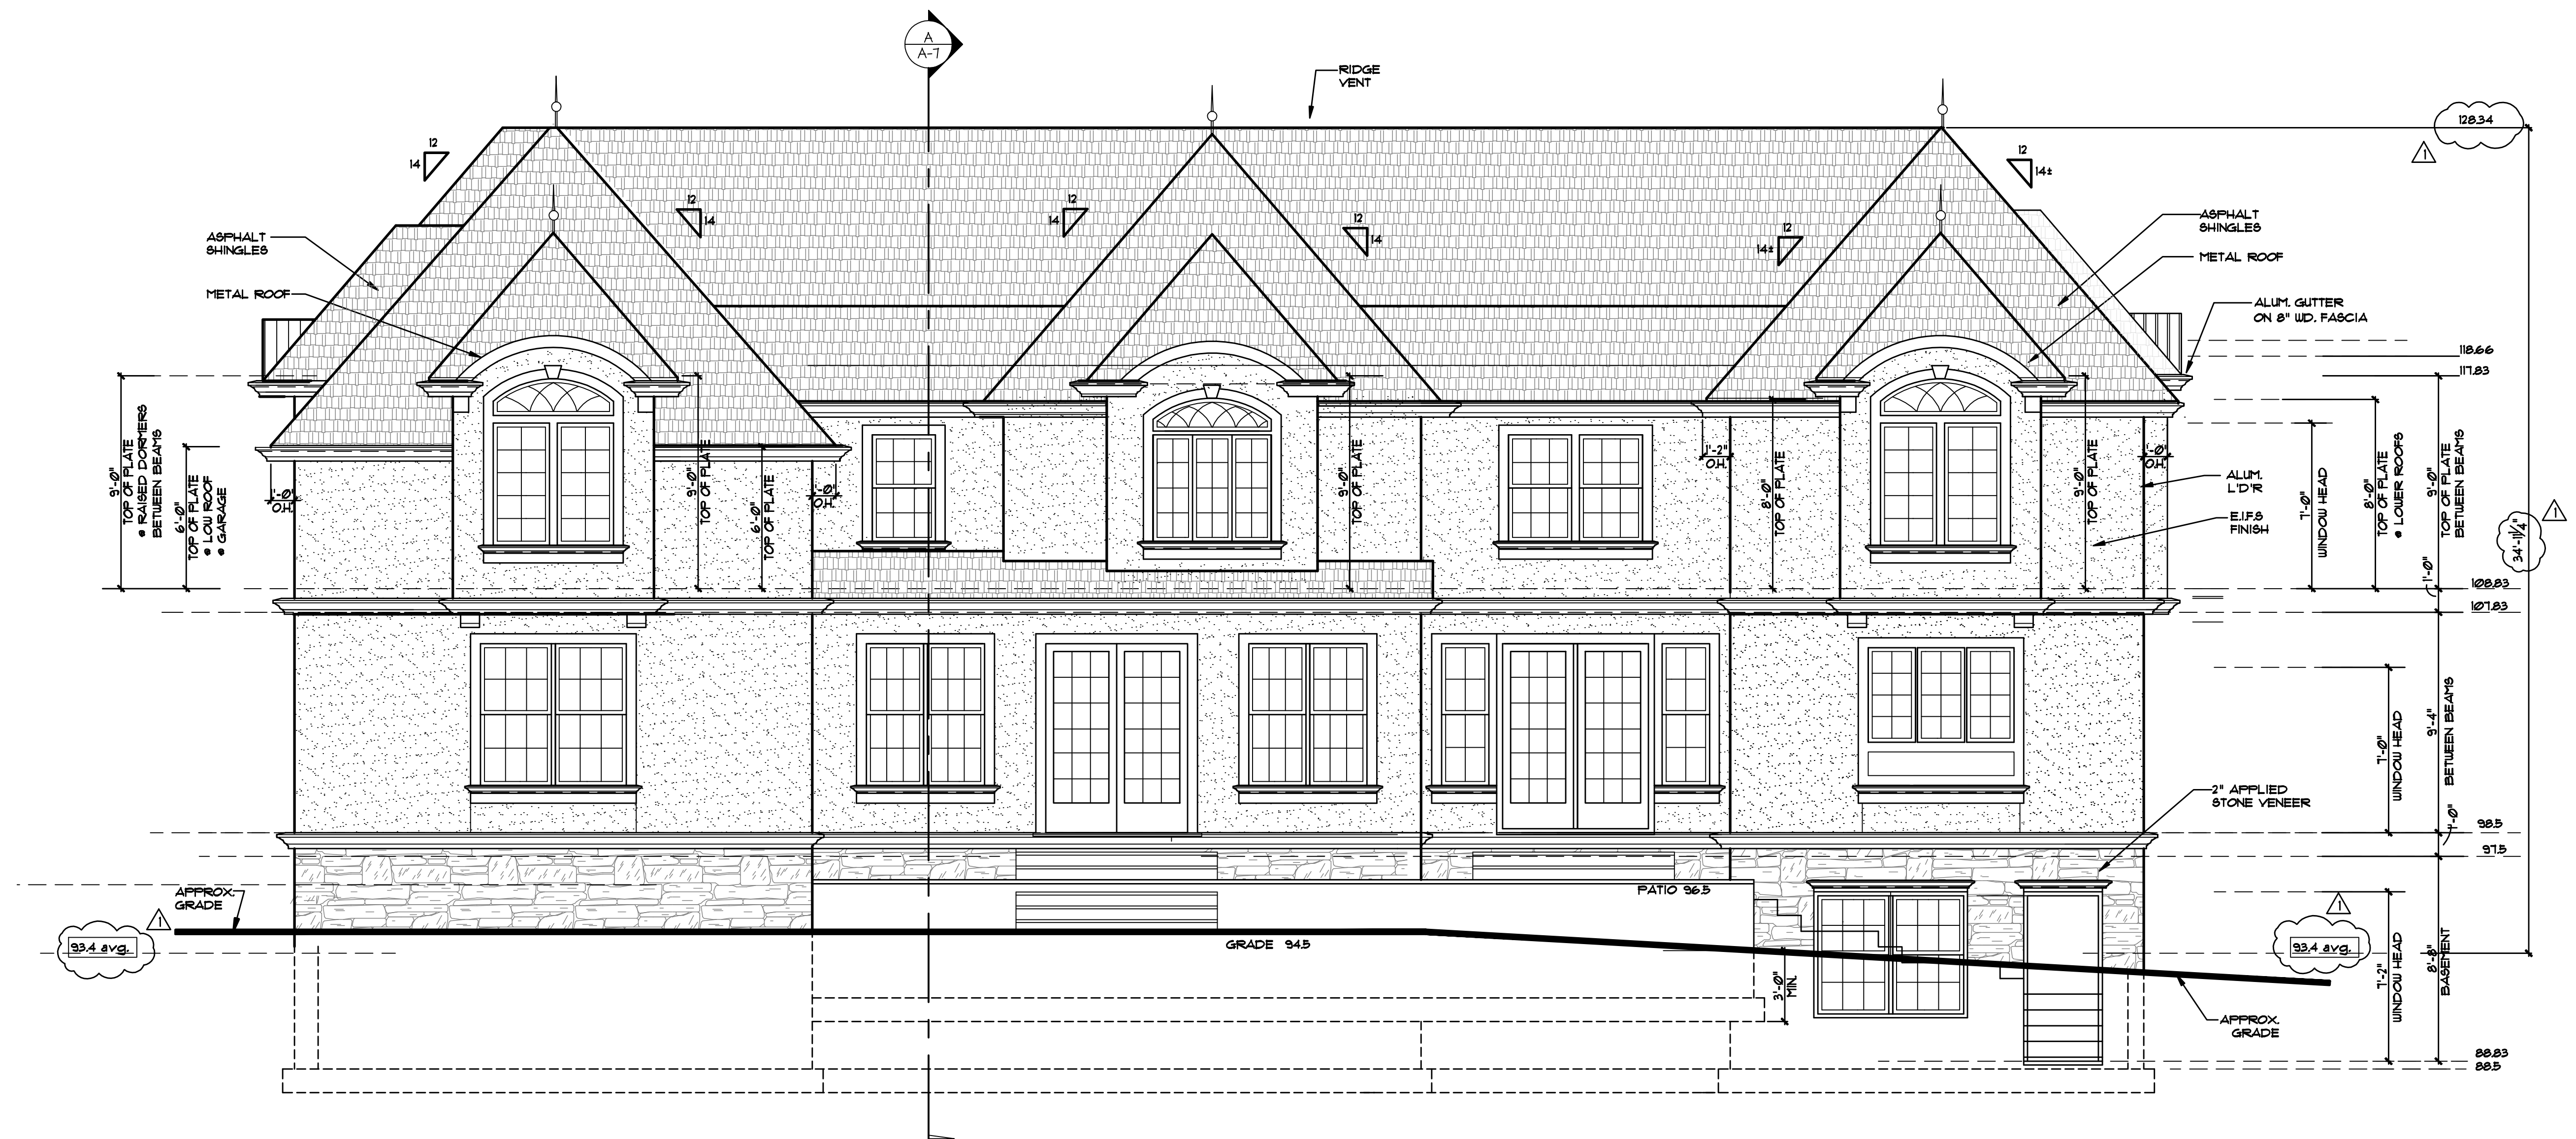 A
A-7
RIDGE
VENT
128.34
1
12
14
12
14
12
14
12
14
12
14±
12
14±
ASPHALT
SHINGLES
METAL ROOF
ASPHALT
SHINGLES
METAL ROOF
ALUM. GUTTER
ON 8" WD. FASCIA
118.66
117.83
9'-0"
TOP OF PLATE
@ RAISED DORMERS
BETWEEN BEAMS
6'-0"
TOP OF PLATE
@ LOW ROOF
@ GARAGE
1'-0"
O.H.
9'-0"
TOP OF PLATE
6'-0"
TOP OF PLATE
1'-0"
O.H.
9'-0"
TOP OF PLATE
1'-2"
O.H.
8'-0"
TOP OF PLATE
9'-0"
TOP OF PLATE
1'-0"
O.H.
ALUM.
L'D'R
E.I.F.S
FINISH
7'-0"
WINDOW HEAD
8'-0"
TOP OF PLATE
@ LOWER ROOFS
9'-0"
TOP OF PLATE
BETWEEN BEAMS
34'-11 1/4"
1
1'-0"
108.83
107.83
7'-0"
WINDOW HEAD
9'-4"
BETWEEN BEAMS
2" APPLIED
STONE VENEER
1'-0"
98.5
97.5
APPROX.
GRADE
1
93.4 avg.
PATIO 96.5
GRADE 94.5
3'-0"
MIN.
1
93.4 avg.
7'-2"
WINDOW HEAD
8'-8"
BASEMENT
APPROX.
GRADE
88.83
88.5